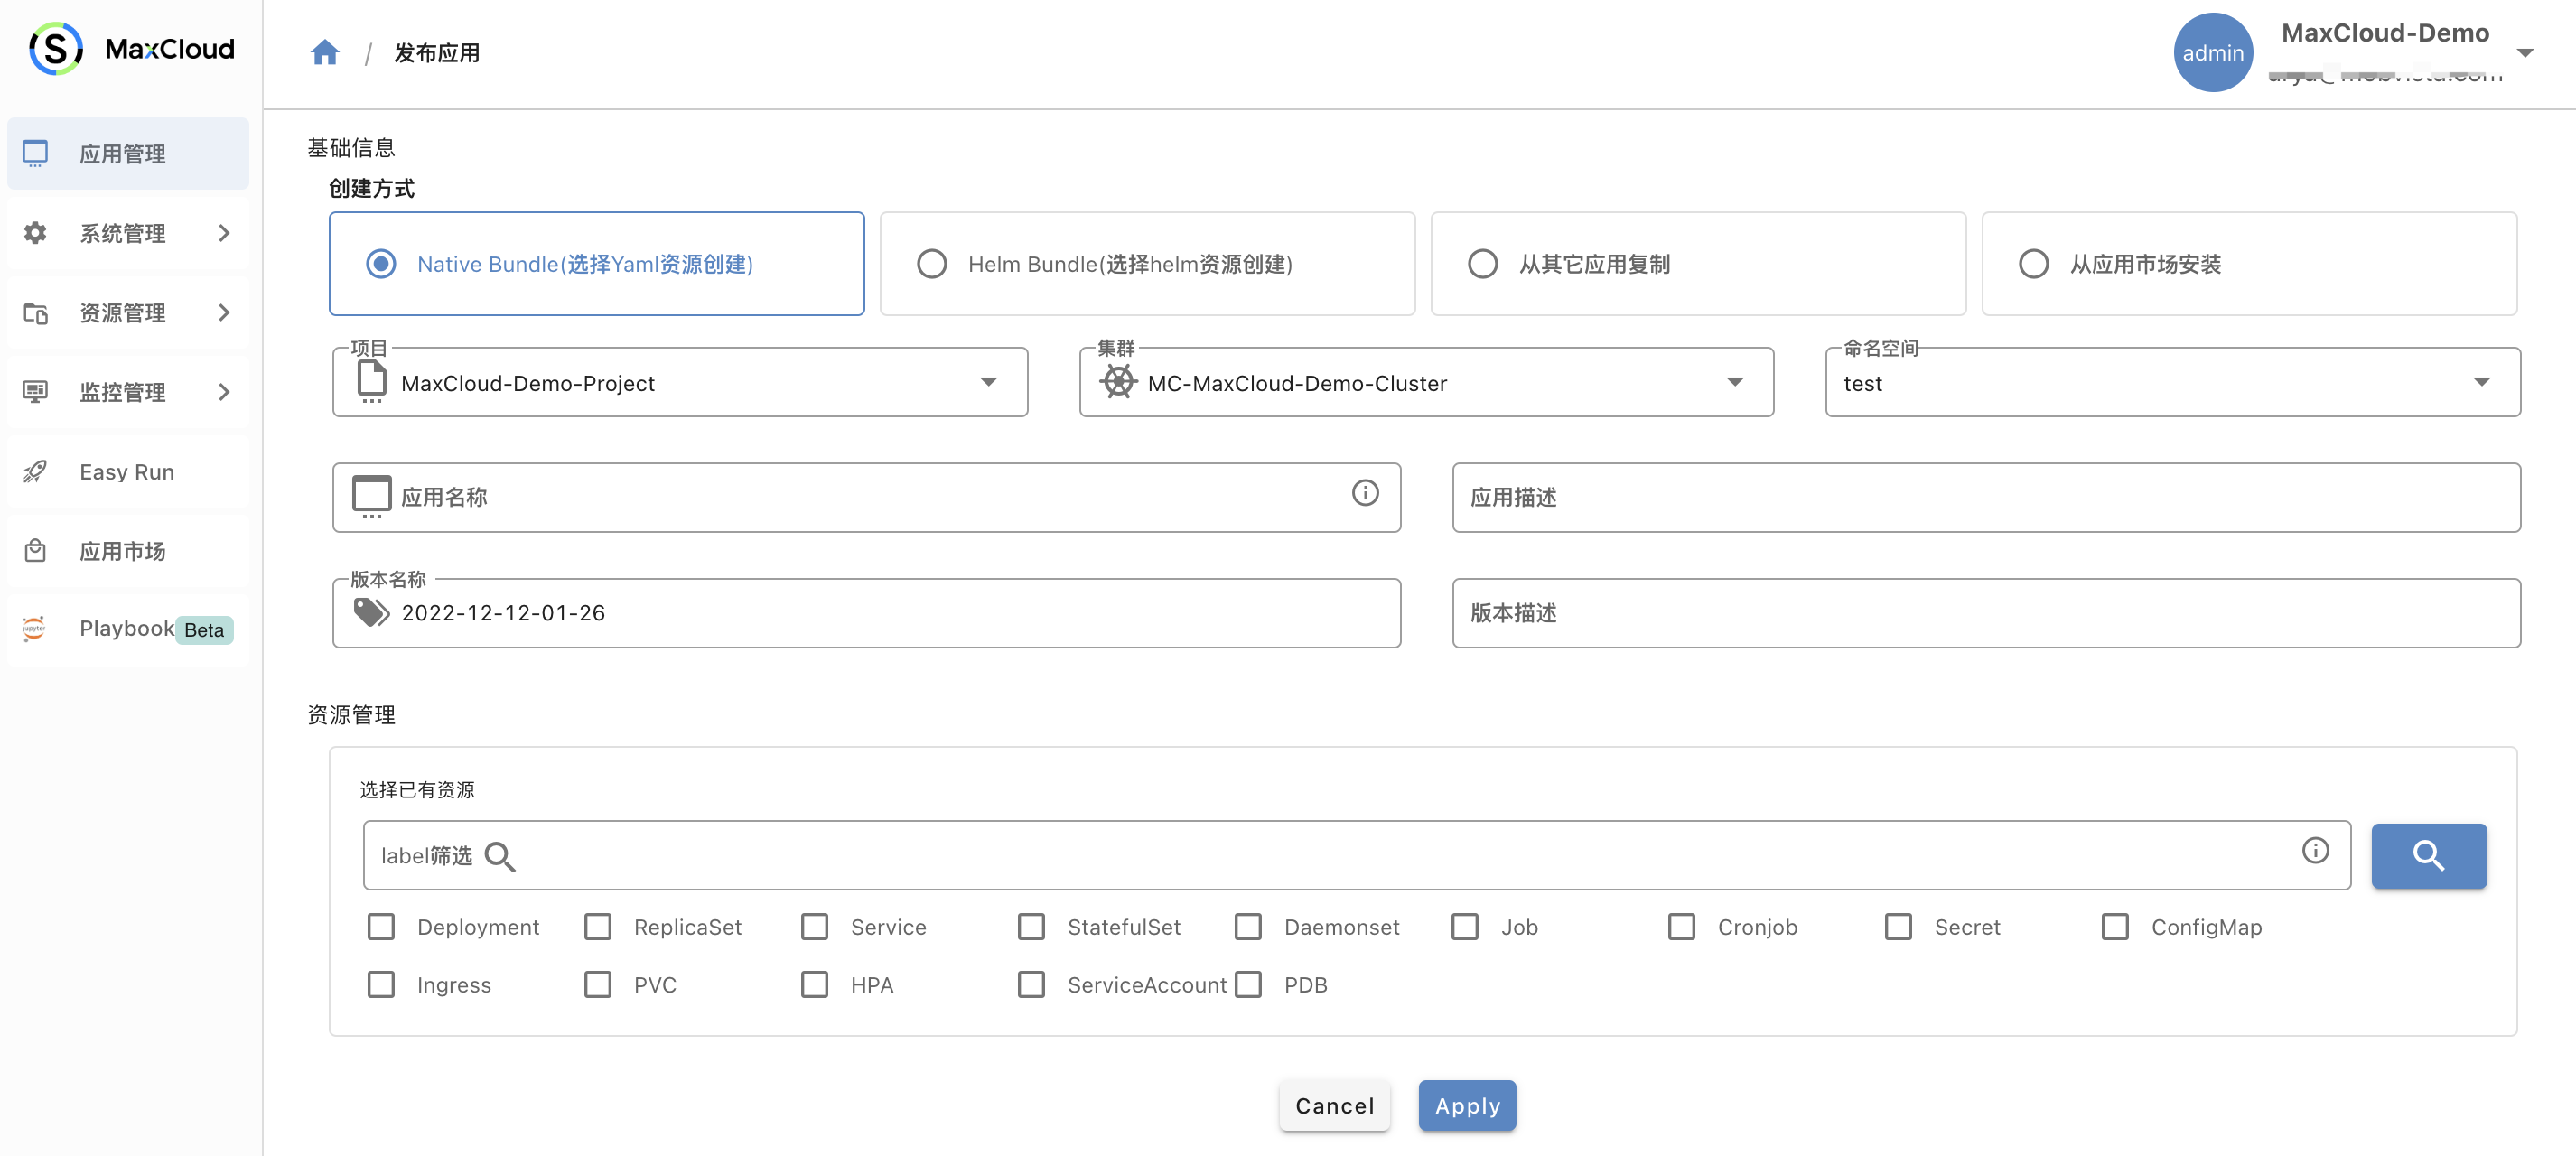 MaxCloud
/ 发布应用
admin
MaxCloud-Demo
应用管理
系统管理
资源管理
监控管理
Easy Run
应用市场
jupyter
Playbook Beta
基础信息
创建方式
Native Bundle(选择Yaml资源创建)
Helm Bundle(选择helm资源创建)
从其它应用复制
从应用市场安装
项目
MaxCloud-Demo-Project
集群
MC-MaxCloud-Demo-Cluster
命名空间
test
应用名称
应用描述
版本名称
2022-12-12-01-26
版本描述
资源管理
选择已有资源
label筛选
Deployment ReplicaSet Service StatefulSet Daemonset Job Cronjob Secret ConfigMap
Ingress PVC HPA ServiceAccount PDB
Cancel Apply